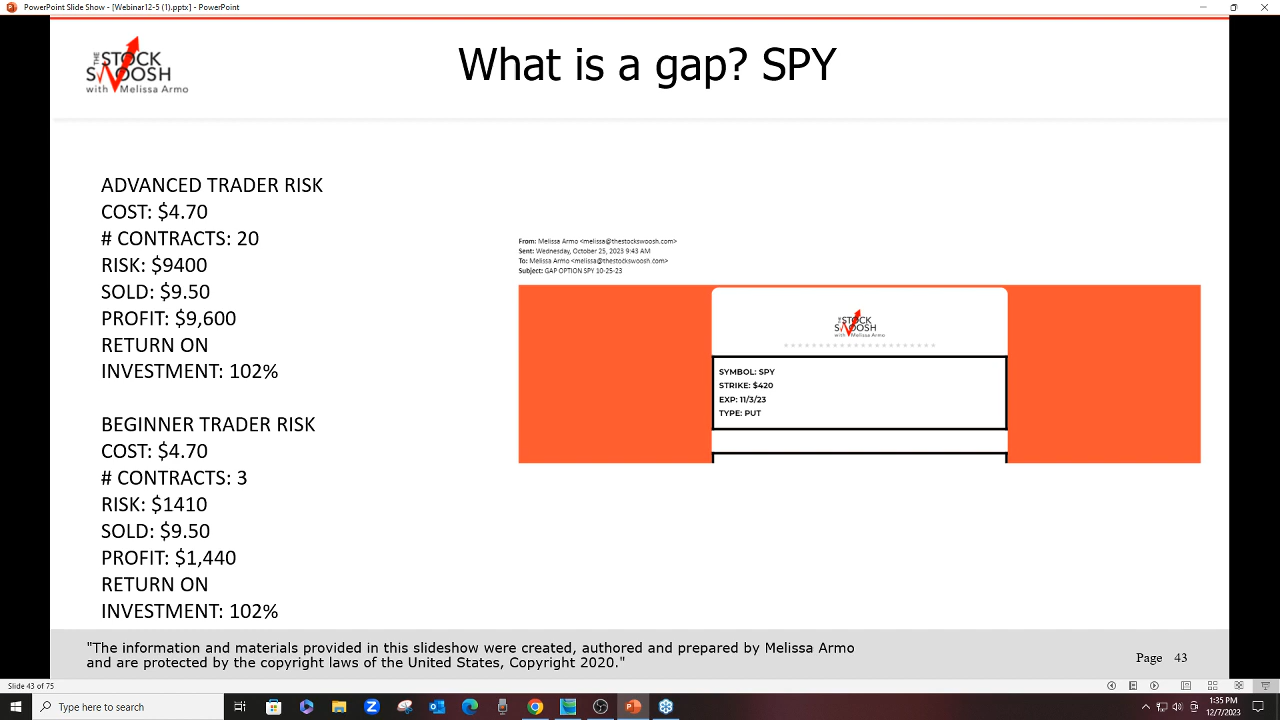 PowerPoint Slide Show - [Webinar12-5 (1).pptx] - PowerPoint
THE
STOCK
SWOOSH
with Melissa Armo
What is a gap? SPY
ADVANCED TRADER RISK
COST: $4.70
# CONTRACTS: 20
RISK: $9400
SOLD: $9.50
PROFIT: $9,600
RETURN ON
INVESTMENT: 102%
BEGINNER TRADER RISK
COST: $4.70
# CONTRACTS: 3
RISK: $1410
SOLD: $9.50
PROFIT: $1,440
RETURN ON
INVESTMENT: 102%
From: Melissa Armo <melissa@thestockswoosh.com>
Sent: Wednesday, October 25, 2023 9:43 AM
To: Melissa Armo <melissa@thestockswoosh.com>
Subject: GAP OPTION SPY 10-25-23
THE
STOCK
SWOOSH
with Melissa Armo
SYMBOL: SPY
STRIKE: $420
EXP: 11/3/23
TYPE: PUT
"The information and materials provided in this slideshow were created, authored and prepared by Melissa Armo
and are protected by the copyright laws of the United States, Copyright 2020."
Page 43
Slide 43 of 75
Type here to search
1:35 PM
12/7/2023